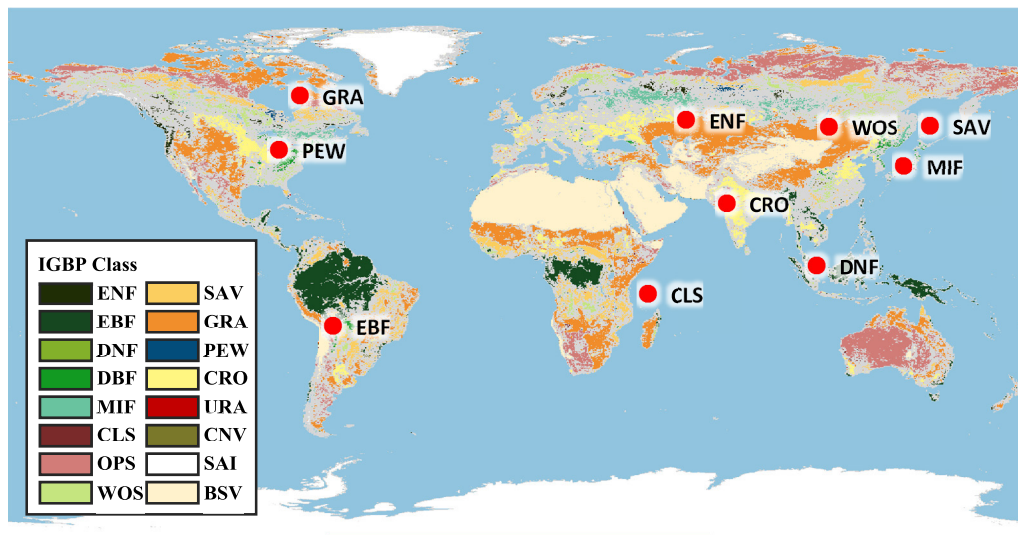 GRA
PEW
ENF
WOS
SAV
MIF
CRO
DNF
CLS
EBF
IGBP Class
ENF SAV
EBF GRA
DNF PEW
DBF CRO
MIF URA
CLS CNV
OPS SAI
WOS BSV